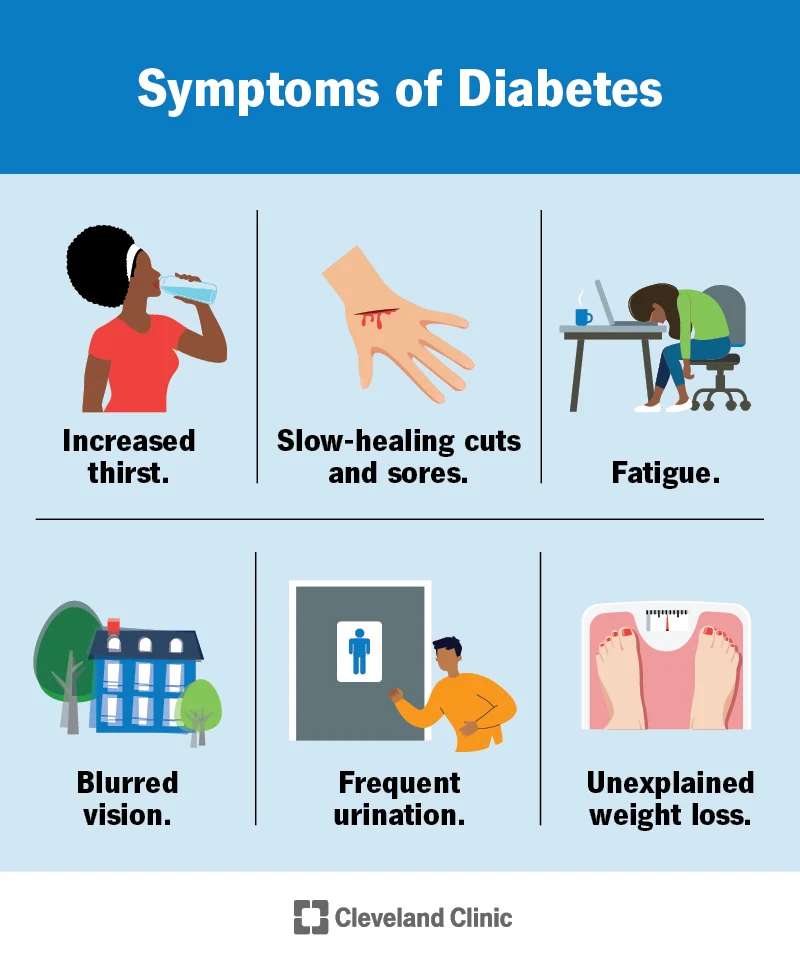 Symptoms of Diabetes
Increased
thirst.
Slow-healing cuts
and sores.
Fatigue.
Blurred
vision.
Frequent
urination.
Unexplained
weight loss.
Cleveland Clinic